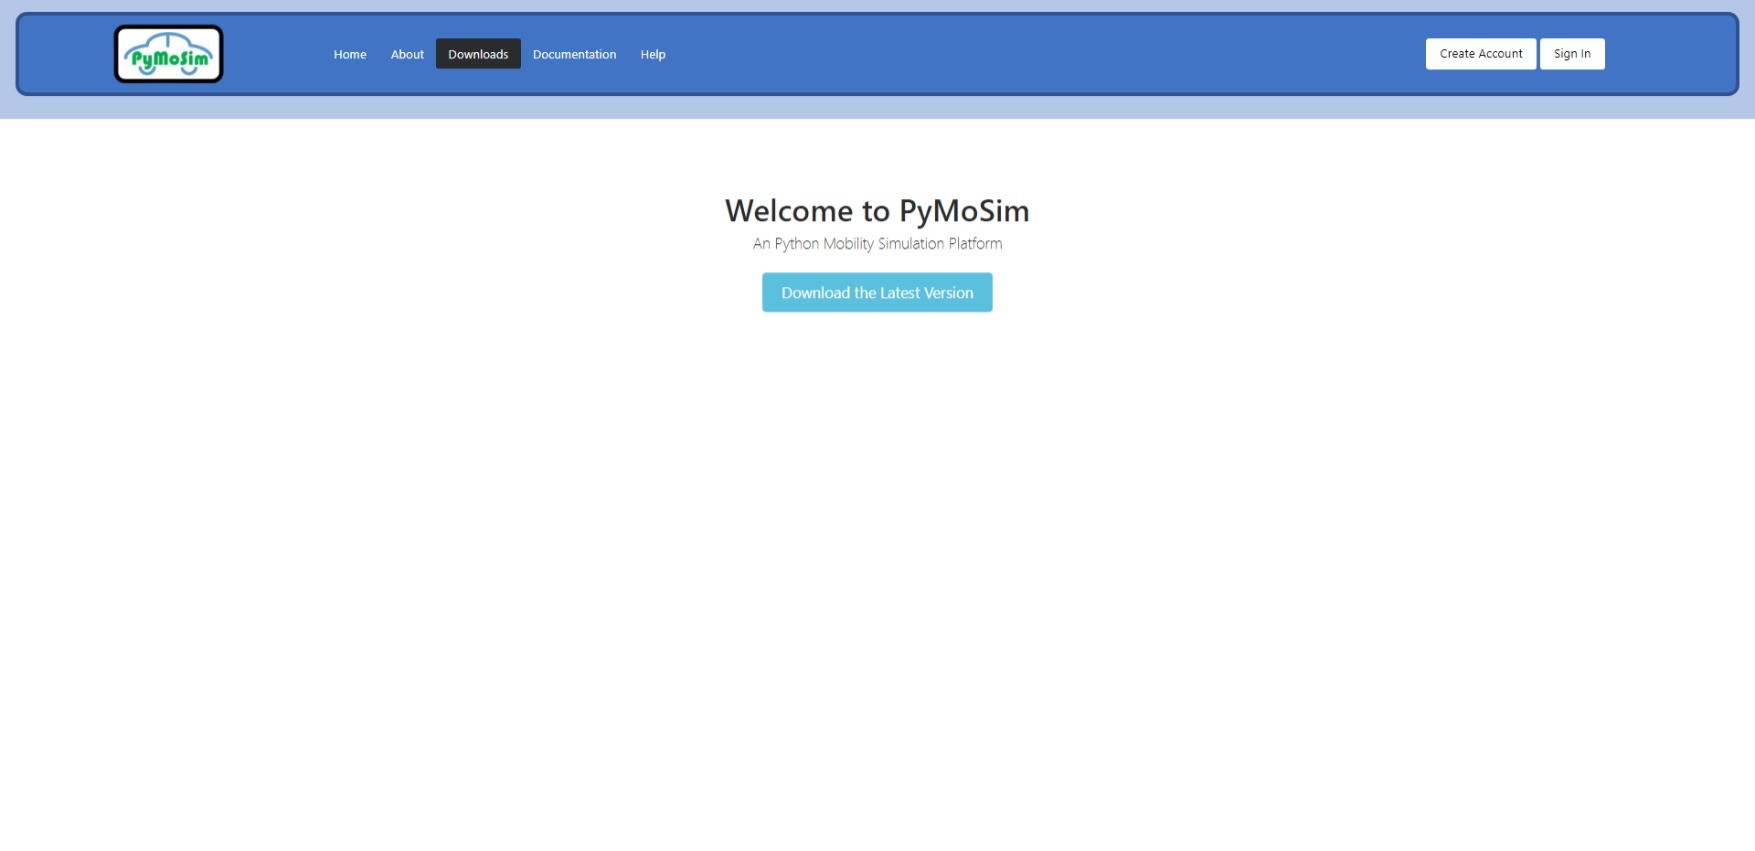 PyMoSim
Home About Downloads Documentation Help
Create Account Sign In
Welcome to PyMoSim
An Python Mobility Simulation Platform
Download the Latest Version